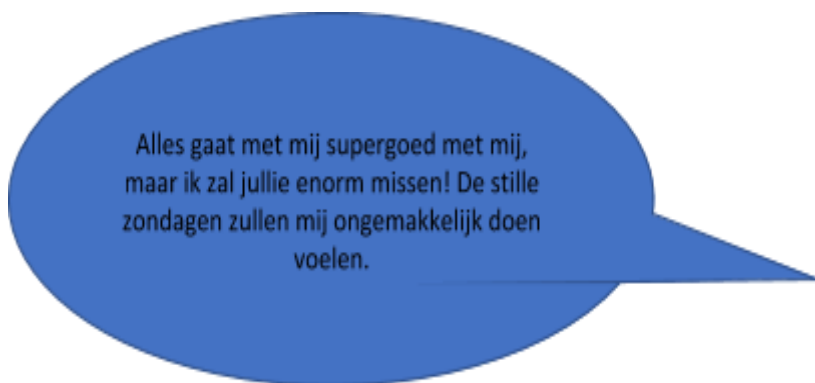 Alles gaat met mij supergoed met mij,
maar ik zal jullie enorm missen! De stille
zondagen zullen mij ongemakkelijk doen
voelen.